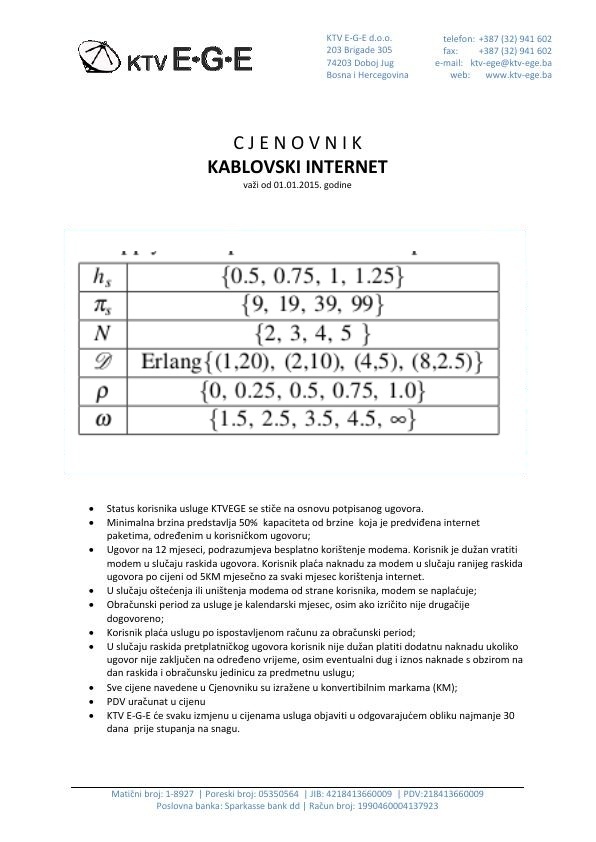 KTV E•G•E
KTV E-G-E d.o.o.
203 Brigade 305
74203 Doboj Jug
Bosna i Hercegovina
telefon: +387 (32) 941 602
fax: +387 (32) 941 602
e-mail: ktv-ege@ktv-ege.ba
web: www.ktv-ege.ba
C J E N O V N I K
KABLOVSKI INTERNET
važi od 01.01.2015. godine
hₛ {0.5, 0.75, 1, 1.25}
πₛ {9, 19, 39, 99}
N {2, 3, 4, 5 }
𝒟 Erlang{(1,20), (2,10), (4,5), (8,2.5)}
ρ {0, 0.25, 0.5, 0.75, 1.0}
ω {1.5, 2.5, 3.5, 4.5, ∞}
• Status korisnika usluge KTVEGE se stiče na osnovu potpisanog ugovora.
• Minimalna brzina predstavlja 50% kapaciteta od brzine koja je predviđena internet
paketima, određenim u korisničkom ugovoru;
• Ugovor na 12 mjeseci, podrazumjeva besplatno korištenje modema. Korisnik je dužan vratiti
modem u slučaju raskida ugovora. Korisnik plaća naknadu za modem u slučaju ranijeg raskida
ugovora po cijeni od 5KM mjesečno za svaki mjesec korištenja internet.
• U slučaju oštećenja ili uništenja modema od strane korisnika, modem se naplaćuje;
• Obračunski period za usluge je kalendarski mjesec, osim ako izričito nije drugačije
dogovoreno;
• Korisnik plaća uslugu po ispostavljenom računu za obračunski period;
• U slučaju raskida pretplatničkog ugovora korisnik nije dužan platiti dodatnu naknadu ukoliko
ugovor nije zaključen na određeno vrijeme, osim eventualni dug i iznos naknade s obzirom na
dan raskida i obračunsku jedinicu za predmetnu uslugu;
• Sve cijene navedene u Cjenovniku su izražene u konvertibilnim markama (KM);
• PDV uračunat u cijenu
• KTV E-G-E će svaku izmjenu u cijenama usluga objaviti u odgovarajućem obliku najmanje 30
dana prije stupanja na snagu.
Matični broj: 1-8927 | Poreski broj: 05350564 | JIB: 4218413660009 | PDV:218413660009
Poslovna banka: Sparkasse bank dd | Račun broj: 1990460004137923